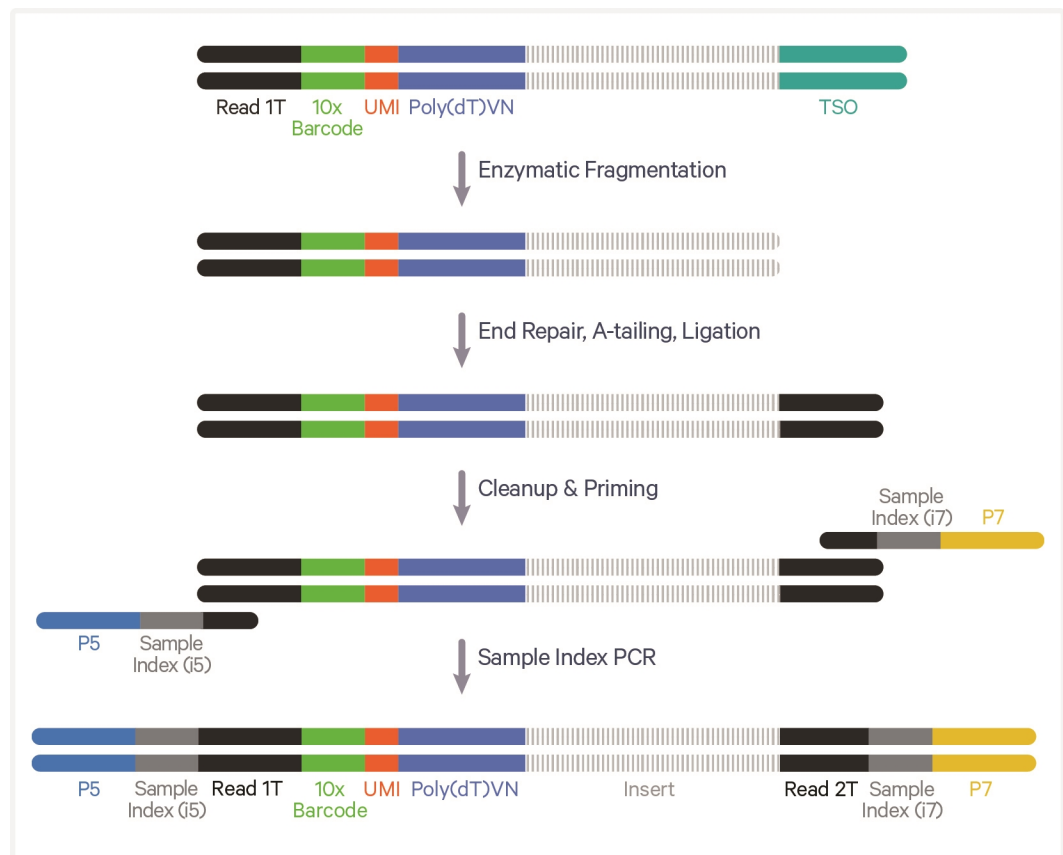 Read 1T 10x UMI Poly(dT)VN TSO
Barcode
Enzymatic Fragmentation
End Repair, A-tailing, Ligation
Cleanup & Priming
Sample
Index (i7) P7
P5 Sample
Index (i5)
Sample Index PCR
P5 Sample Read 1T 10x UMI Poly(dT)VN Insert Read 2T Sample P7
Index (i5) Barcode Index (i7)